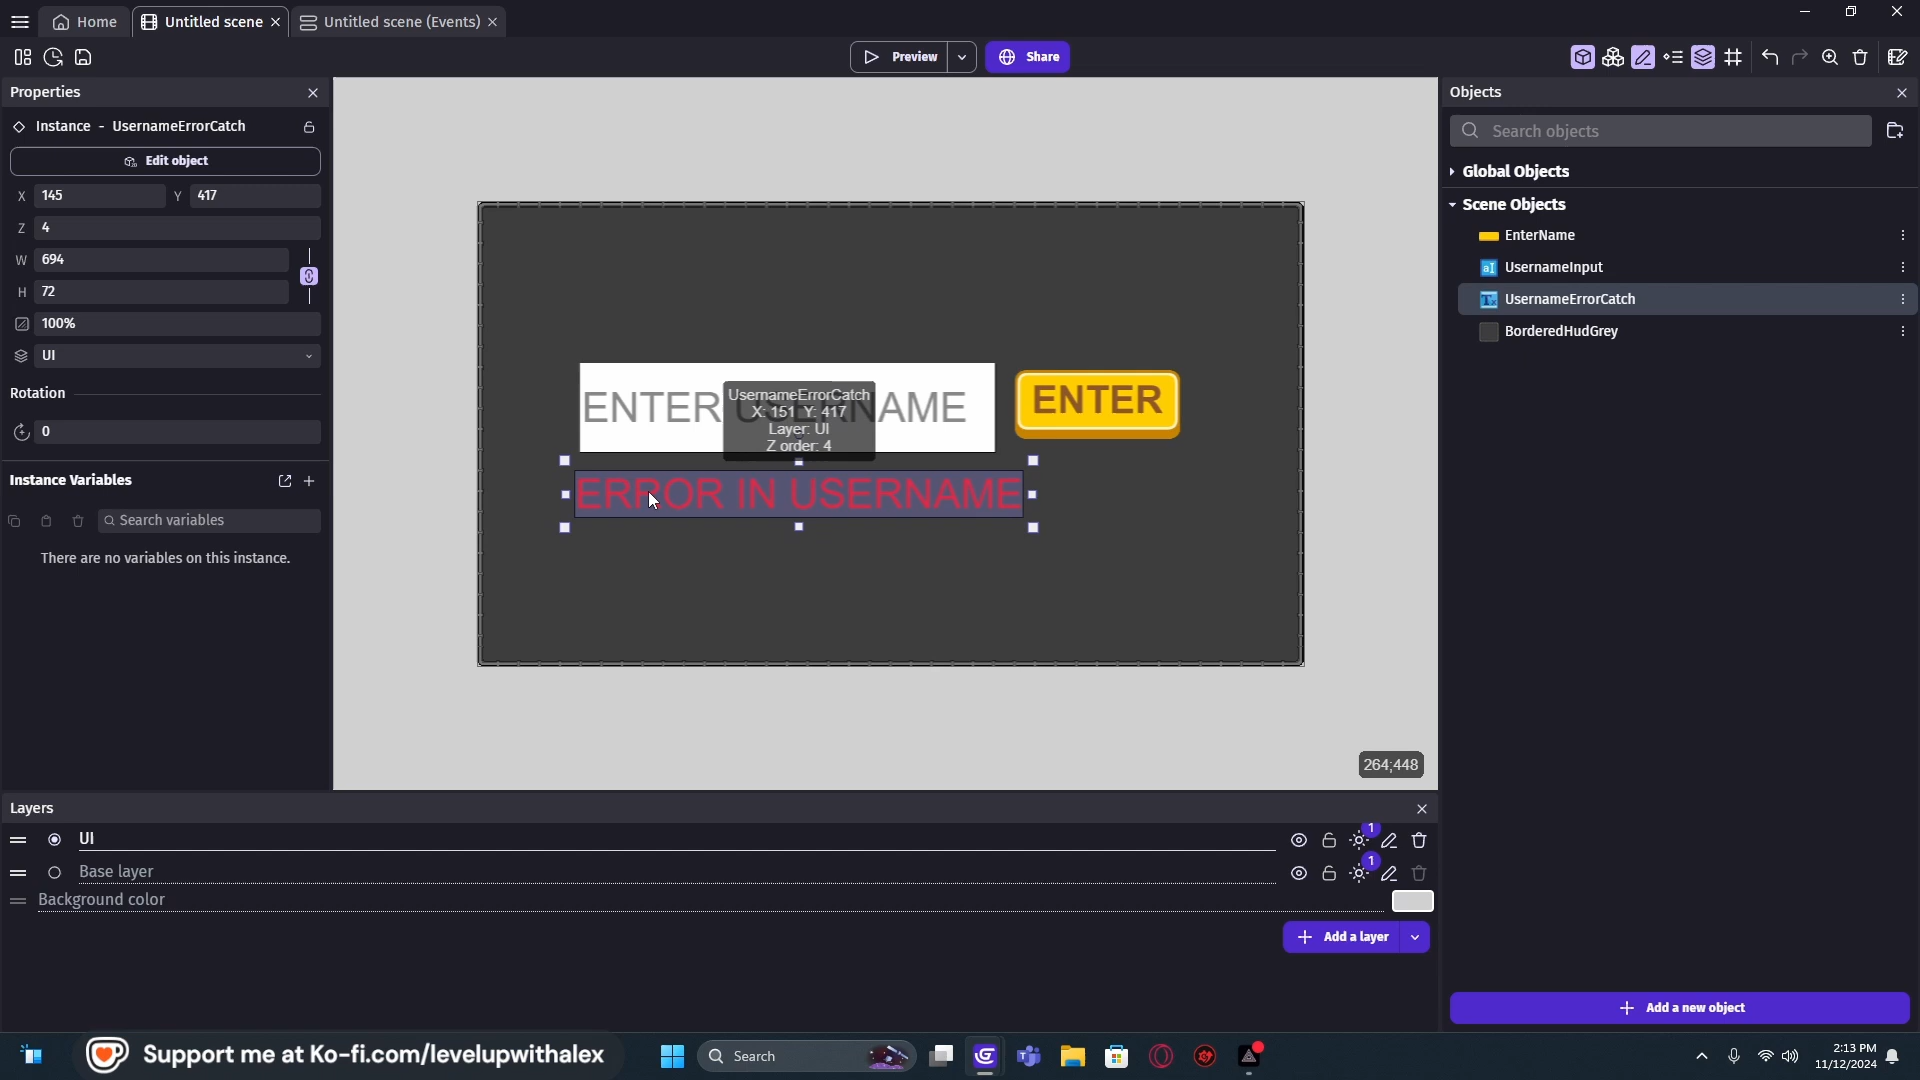 Home
Untitled scene
Untitled scene (Events)
Preview
Share
Properties
Instance - UsernameErrorCatch
Edit object
X 145 Y 417
Z 4
W 694
H 72
100%
UI
Rotation
0
Instance Variables
Search variables
There are no variables on this instance.
ENTER USERNAME
ENTER
UsernameErrorCatch
X: 151 Y: 417
Layer: UI
Z order: 4
ERROR IN USERNAME
264;448
Objects
Search objects
Global Objects
Scene Objects
EnterName
UsernameInput
UsernameErrorCatch
BorderedHudGrey
Add a new object
Layers
UI
1
Base layer
1
Background color
Add a layer
Support me at Ko-fi.com/levelupwithalex
Search
2:13 PM
11/12/2024